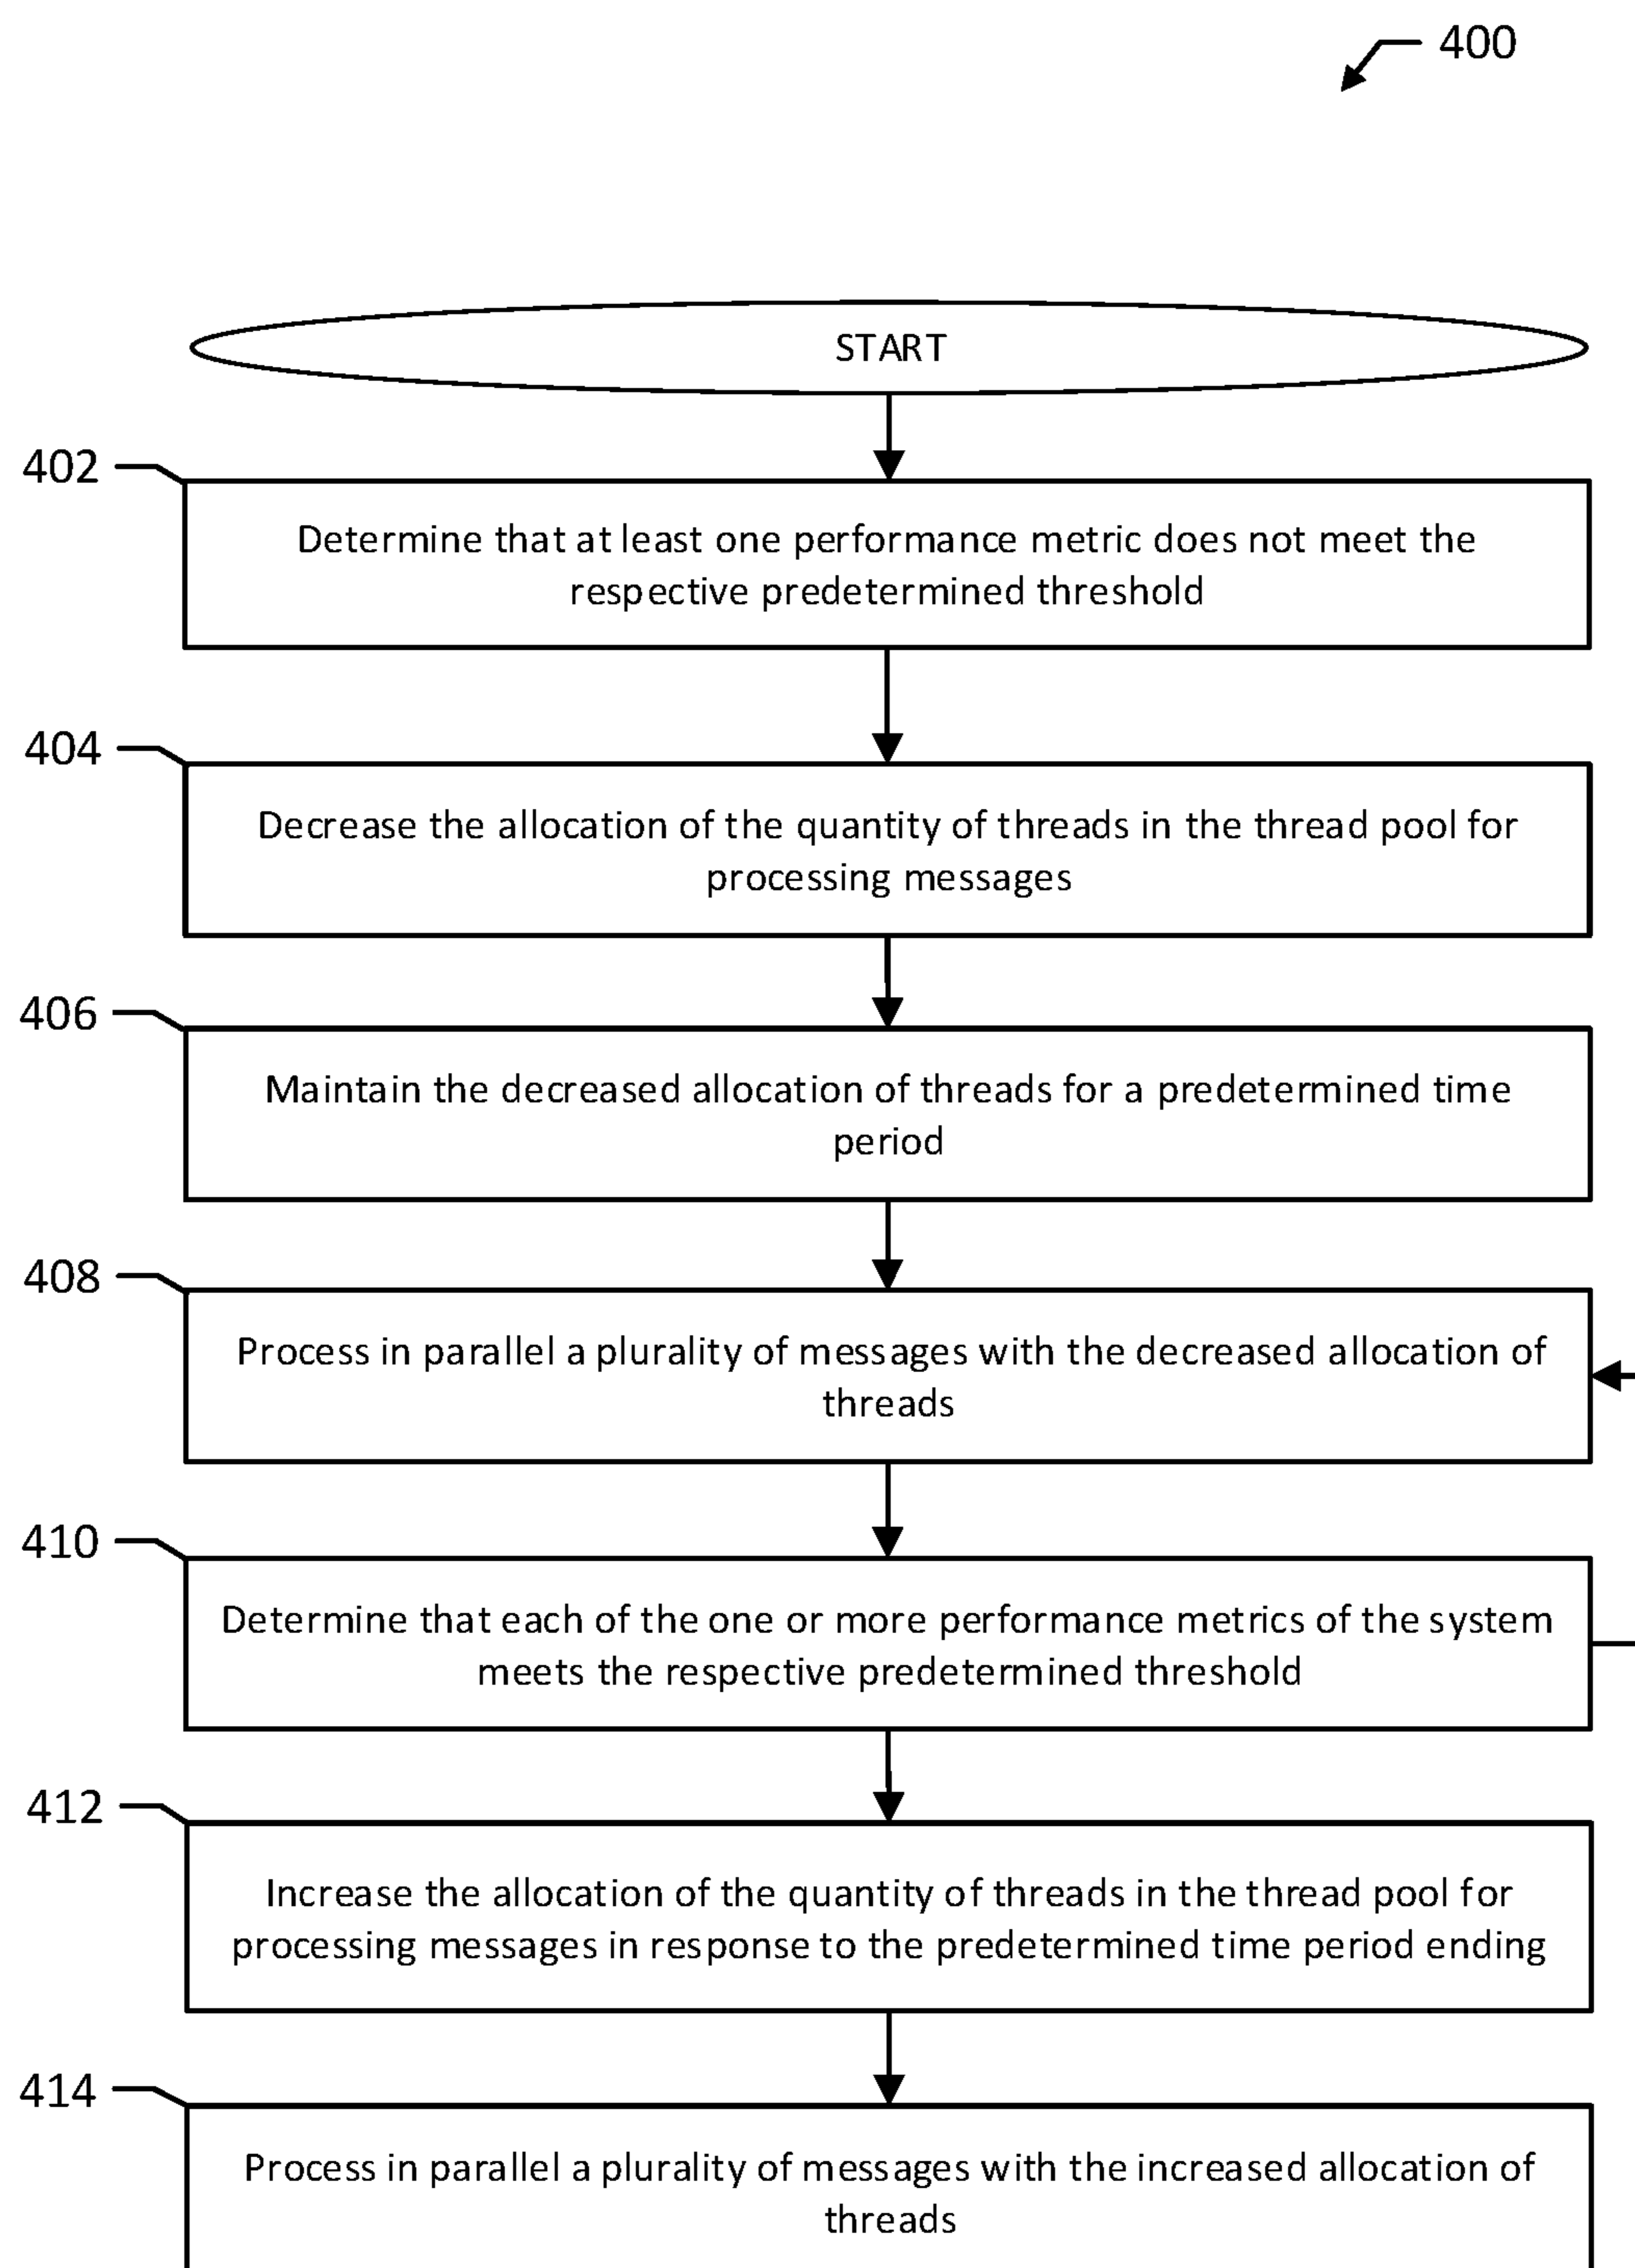 400
START
402
Determine that at least one performance metric does not meet the
respective predetermined threshold
404
Decrease the allocation of the quantity of threads in the thread pool for
processing messages
406
Maintain the decreased allocation of threads for a predetermined time
period
408
Process in parallel a plurality of messages with the decreased allocation of
threads
410
Determine that each of the one or more performance metrics of the system
meets the respective predetermined threshold
412
Increase the allocation of the quantity of threads in the thread pool for
processing messages in response to the predetermined time period ending
414
Process in parallel a plurality of messages with the increased allocation of
threads